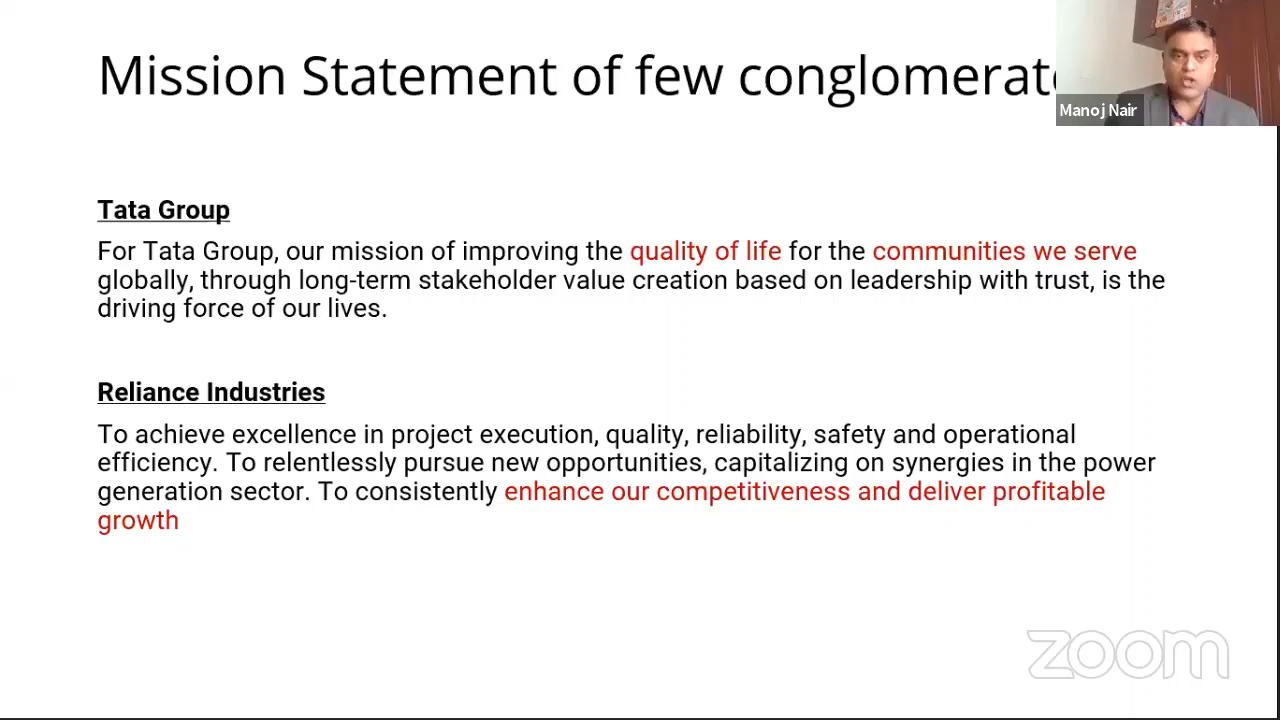 Mission Statement of few conglomerate
Manoj Nair
Tata Group
For Tata Group, our mission of improving the quality of life for the communities we serve
globally, through long-term stakeholder value creation based on leadership with trust, is the
driving force of our lives.
Reliance Industries
To achieve excellence in project execution, quality, reliability, safety and operational
efficiency. To relentlessly pursue new opportunities, capitalizing on synergies in the power
generation sector. To consistently enhance our competitiveness and deliver profitable
growth
zoom